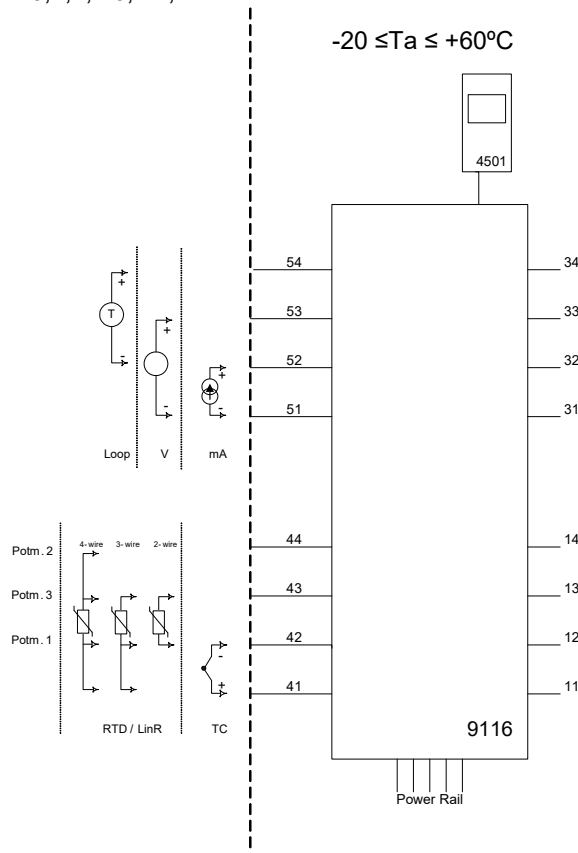 -20 ≤Ta ≤ +60ºC
4501
54
34
+
T
53
33
+
-
52
32
+
51
31
-
-
Loop
V
mA
44
14
Potm. 2
4-wire
3-wire
2-wire
43
13
Potm. 3
42
12
Potm. 1
-
+
41
11
RTD / LinR
TC
9116
Power Rail